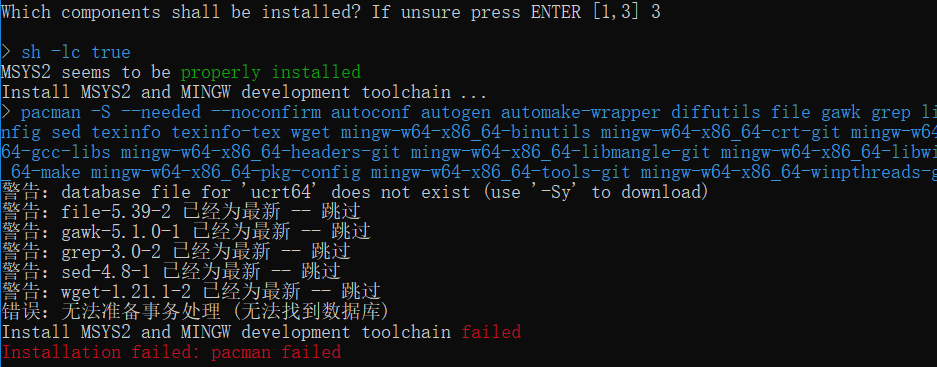 Which components shall be installed? If unsure press ENTER [1,3] 3
> sh -lc true
MSYS2 seems to be properly installed
Install MSYS2 and MINGW development toolchain ...
> pacman -S --needed --noconfirm autoconf autogen automake-wrapper diffutils file gawk grep li
nfig sed texinfo texinfo-tex wget mingw-w64-x86_64-binutils mingw-w64-x86_64-crt-git mingw-w6
64-gcc-libs mingw-w64-x86_64-headers-git mingw-w64-x86_64-libmangle-git mingw-w64-x86_64-libwi
_64-make mingw-w64-x86_64-pkg-config mingw-w64-x86_64-tools-git mingw-w64-x86_64-winpthreads-g
警告：database file for 'ucrt64' does not exist (use '-Sy' to download)
警告：file-5.39-2 已经为最新 -- 跳过
警告：gawk-5.1.0-1 已经为最新 -- 跳过
警告：grep-3.0-2 已经为最新 -- 跳过
警告：sed-4.8-1 已经为最新 -- 跳过
警告：wget-1.21.1-2 已经为最新 -- 跳过
错误：无法准备事务处理 (无法找到数据库)
Install MSYS2 and MINGW development toolchain failed
Installation failed: pacman failed